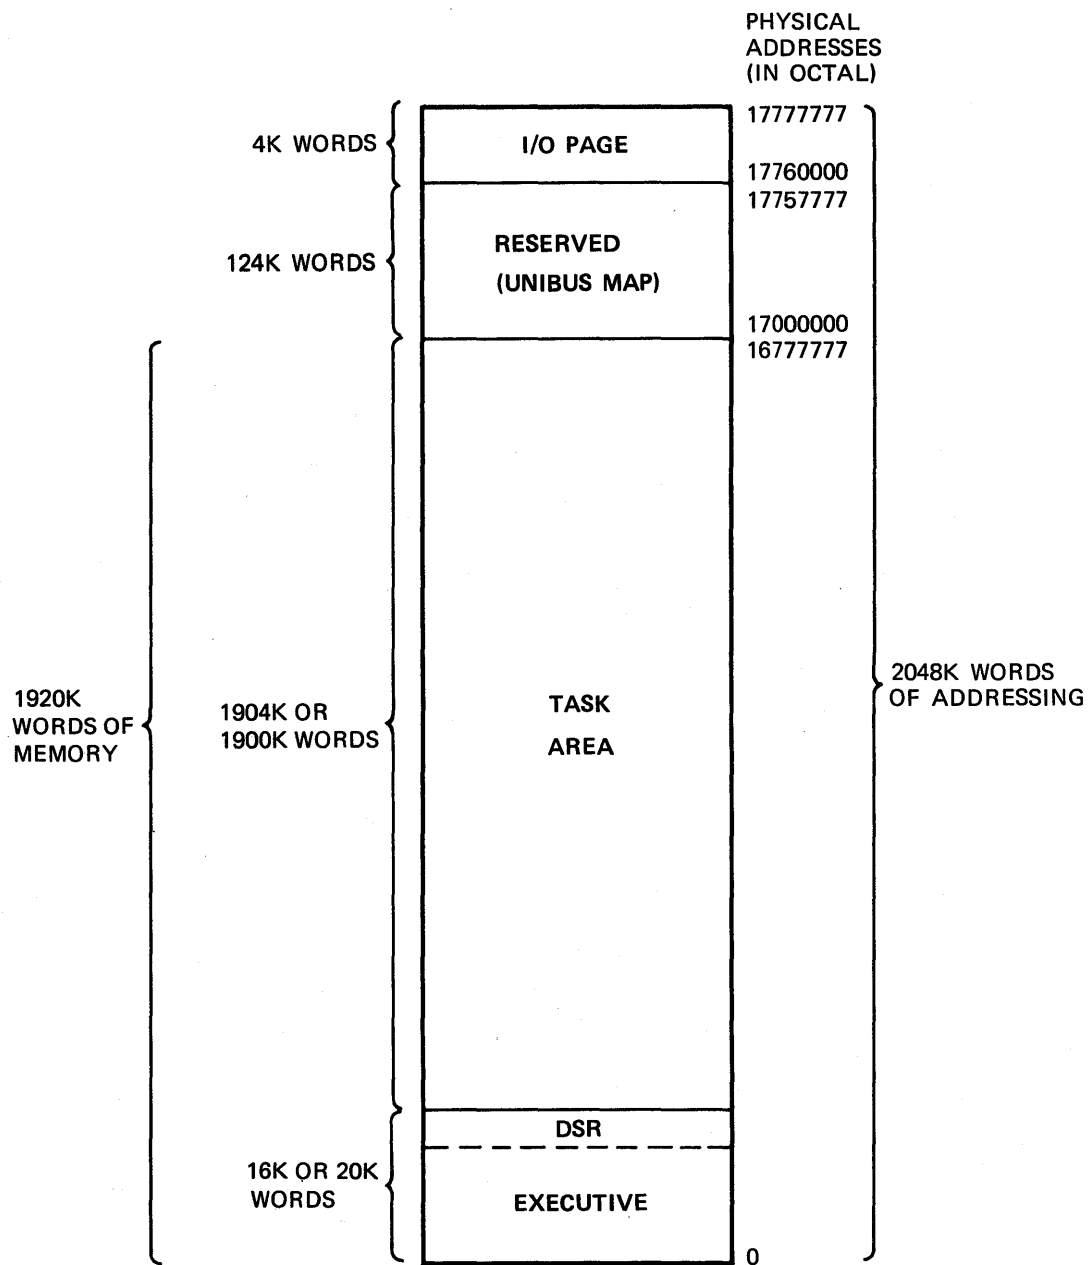 PHYSICAL
ADDRESSES
(IN OCTAL)
17777777
4K WORDS
I/O PAGE
17760000
17757777
RESERVED
(UNIBUS MAP)
124K WORDS
17000000
16777777
1920K
WORDS OF
MEMORY
1904K OR
1900K WORDS
TASK
AREA
2048K WORDS
OF ADDRESSING
DSR
16K OR 20K
WORDS
EXECUTIVE
0